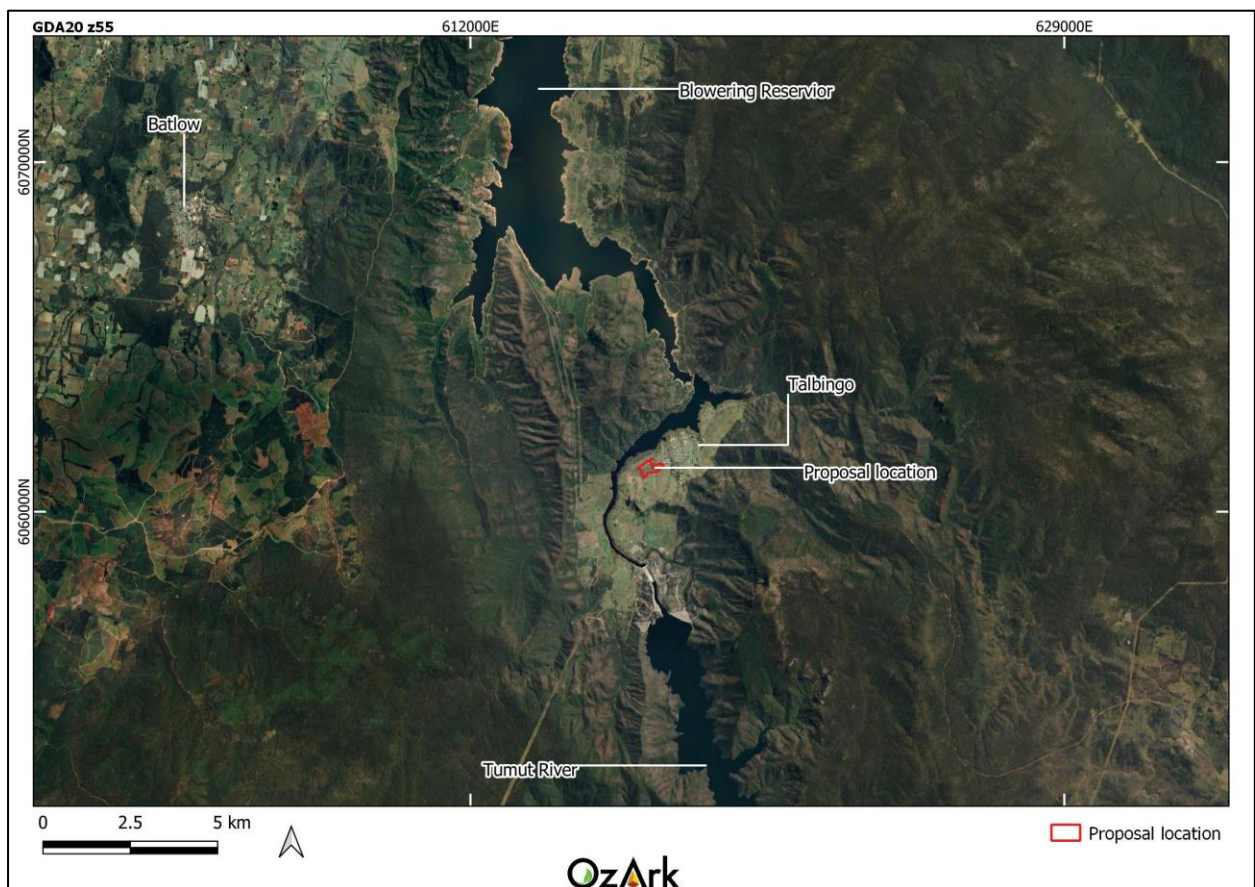 GDA20 z55
612000E
629000E
Blowering Reservior
Batlow
6070000N
Talbingo
Proposal location
6060000N
Tumut River
0 2.5 5 km
Proposal location
OzArk